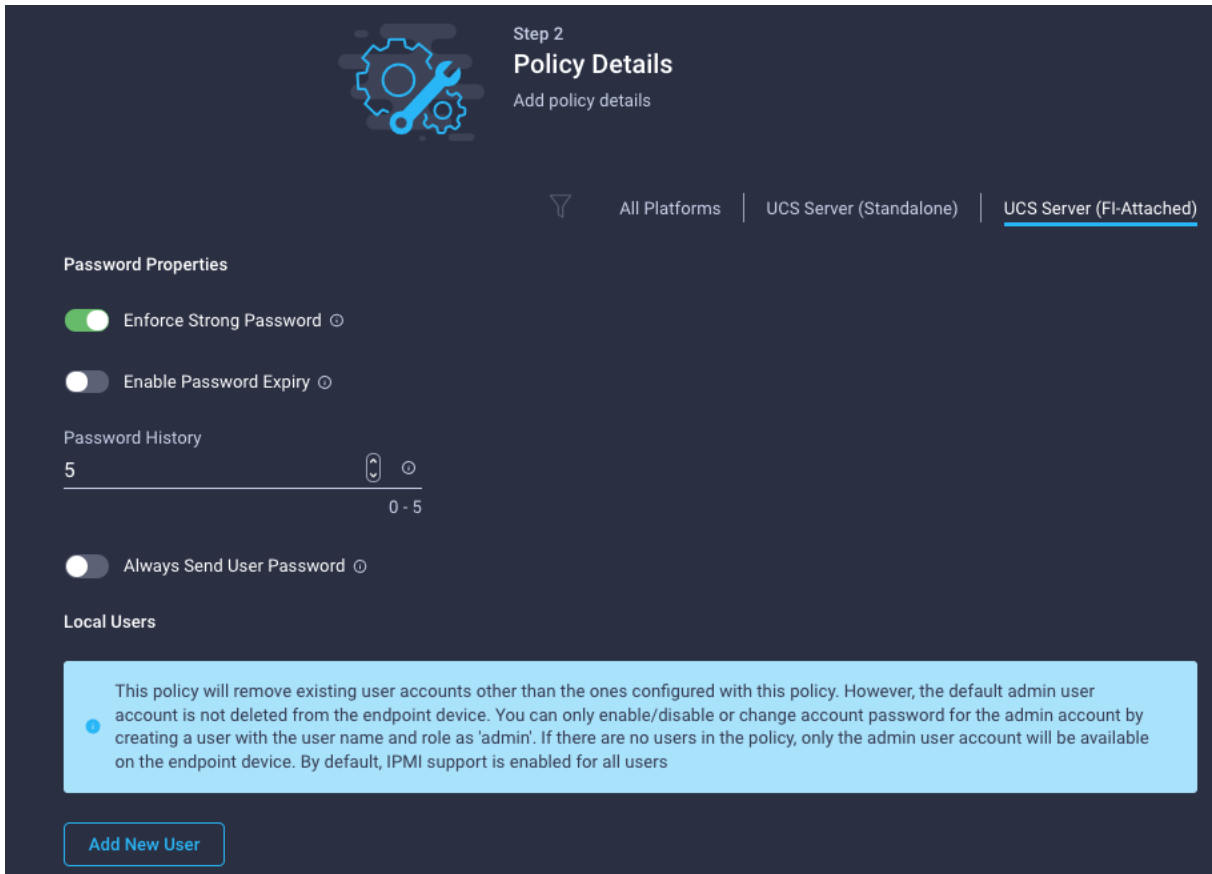 Step 2
Policy Details
Add policy details
All Platforms
UCS Server (Standalone)
UCS Server (FI-Attached)
Password Properties
Enforce Strong Password
Enable Password Expiry
Password History
5
0 - 5
Always Send User Password
Local Users
This policy will remove existing user accounts other than the ones configured with this policy. However, the default admin user
account is not deleted from the endpoint device. You can only enable/disable or change account password for the admin account by
creating a user with the user name and role as 'admin'. If there are no users in the policy, only the admin user account will be available
on the endpoint device. By default, IPMI support is enabled for all users
Add New User